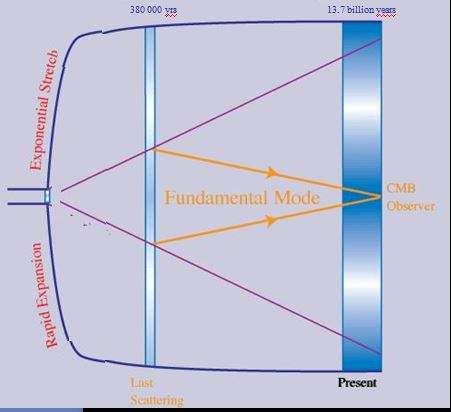 380 000 yrs
13.7 billion years
Exponential Stretch
Fundamental Mode
CMB
Observer
Rapid Expansion
Last
Scattering
Present